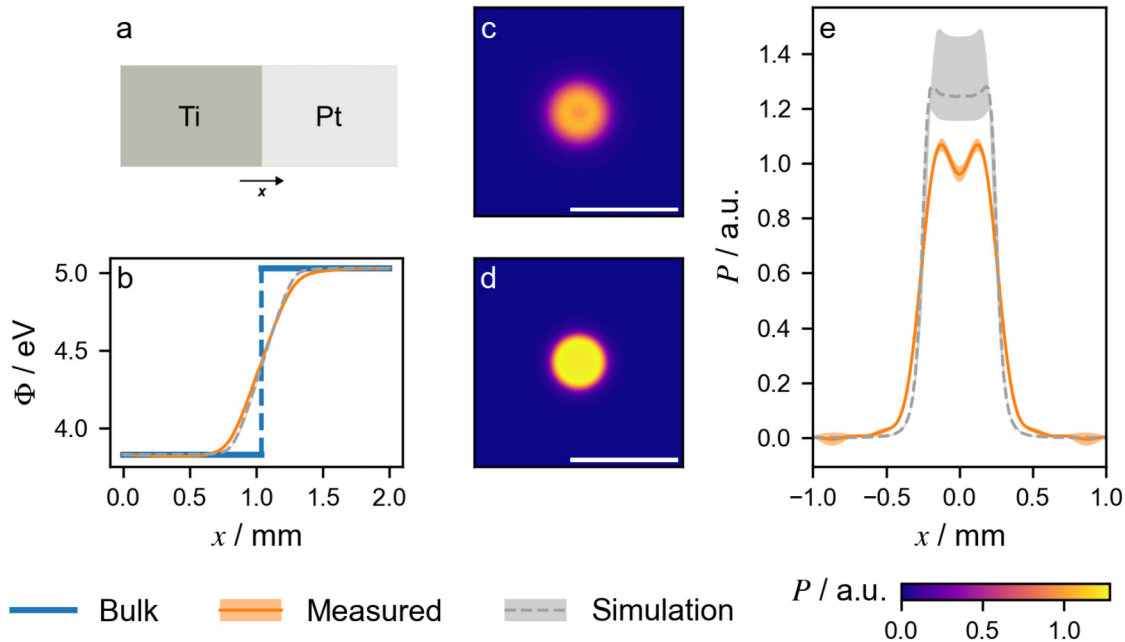 a
Ti
Pt
x
b
Φ / eV
5.0
4.5
4.0
0.0
0.5
1.0
1.5
2.0
x / mm
c
d
e
P / a.u.
1.4
1.2
1.0
0.8
0.6
0.4
0.2
0.0
−1.0
−0.5
0.0
0.5
1.0
x / mm
Bulk
Measured
Simulation
P / a.u.
0.0
0.5
1.0